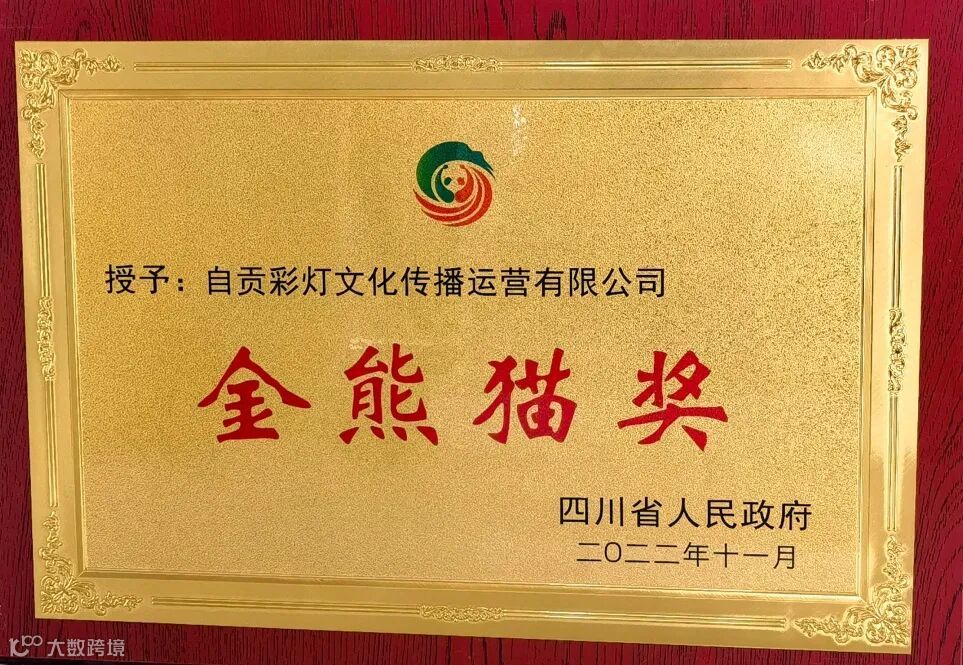 授予：自贡彩灯文化传播运营有限公司
金熊猫奖
四川省人民政府
二〇二二年十一月
大数跨境